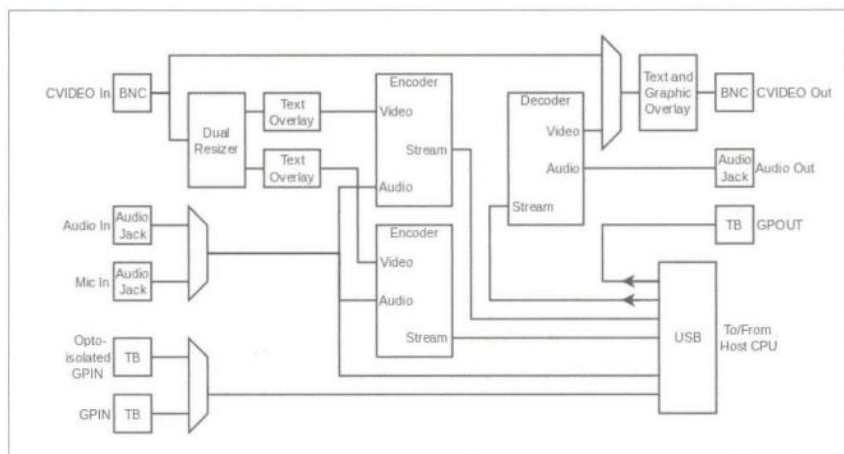 CVIDEO In
BNC
Dual
Resizer
Text
Overlay
Text
Overlay
Encoder
Video
Stream
Audio
Encoder
Video
Audio
Stream
Decoder
Video
Audio
Stream
Text and
Graphic
Overlay
BNC
CVIDEO Out
Audio
Jack
Audio Out
TB
GPOUT
Audio In
Audio
Jack
Mic In
Audio
Jack
Opto-
isolated
GPIN
TB
GPIN
TB
USB
To/From
Host CPU